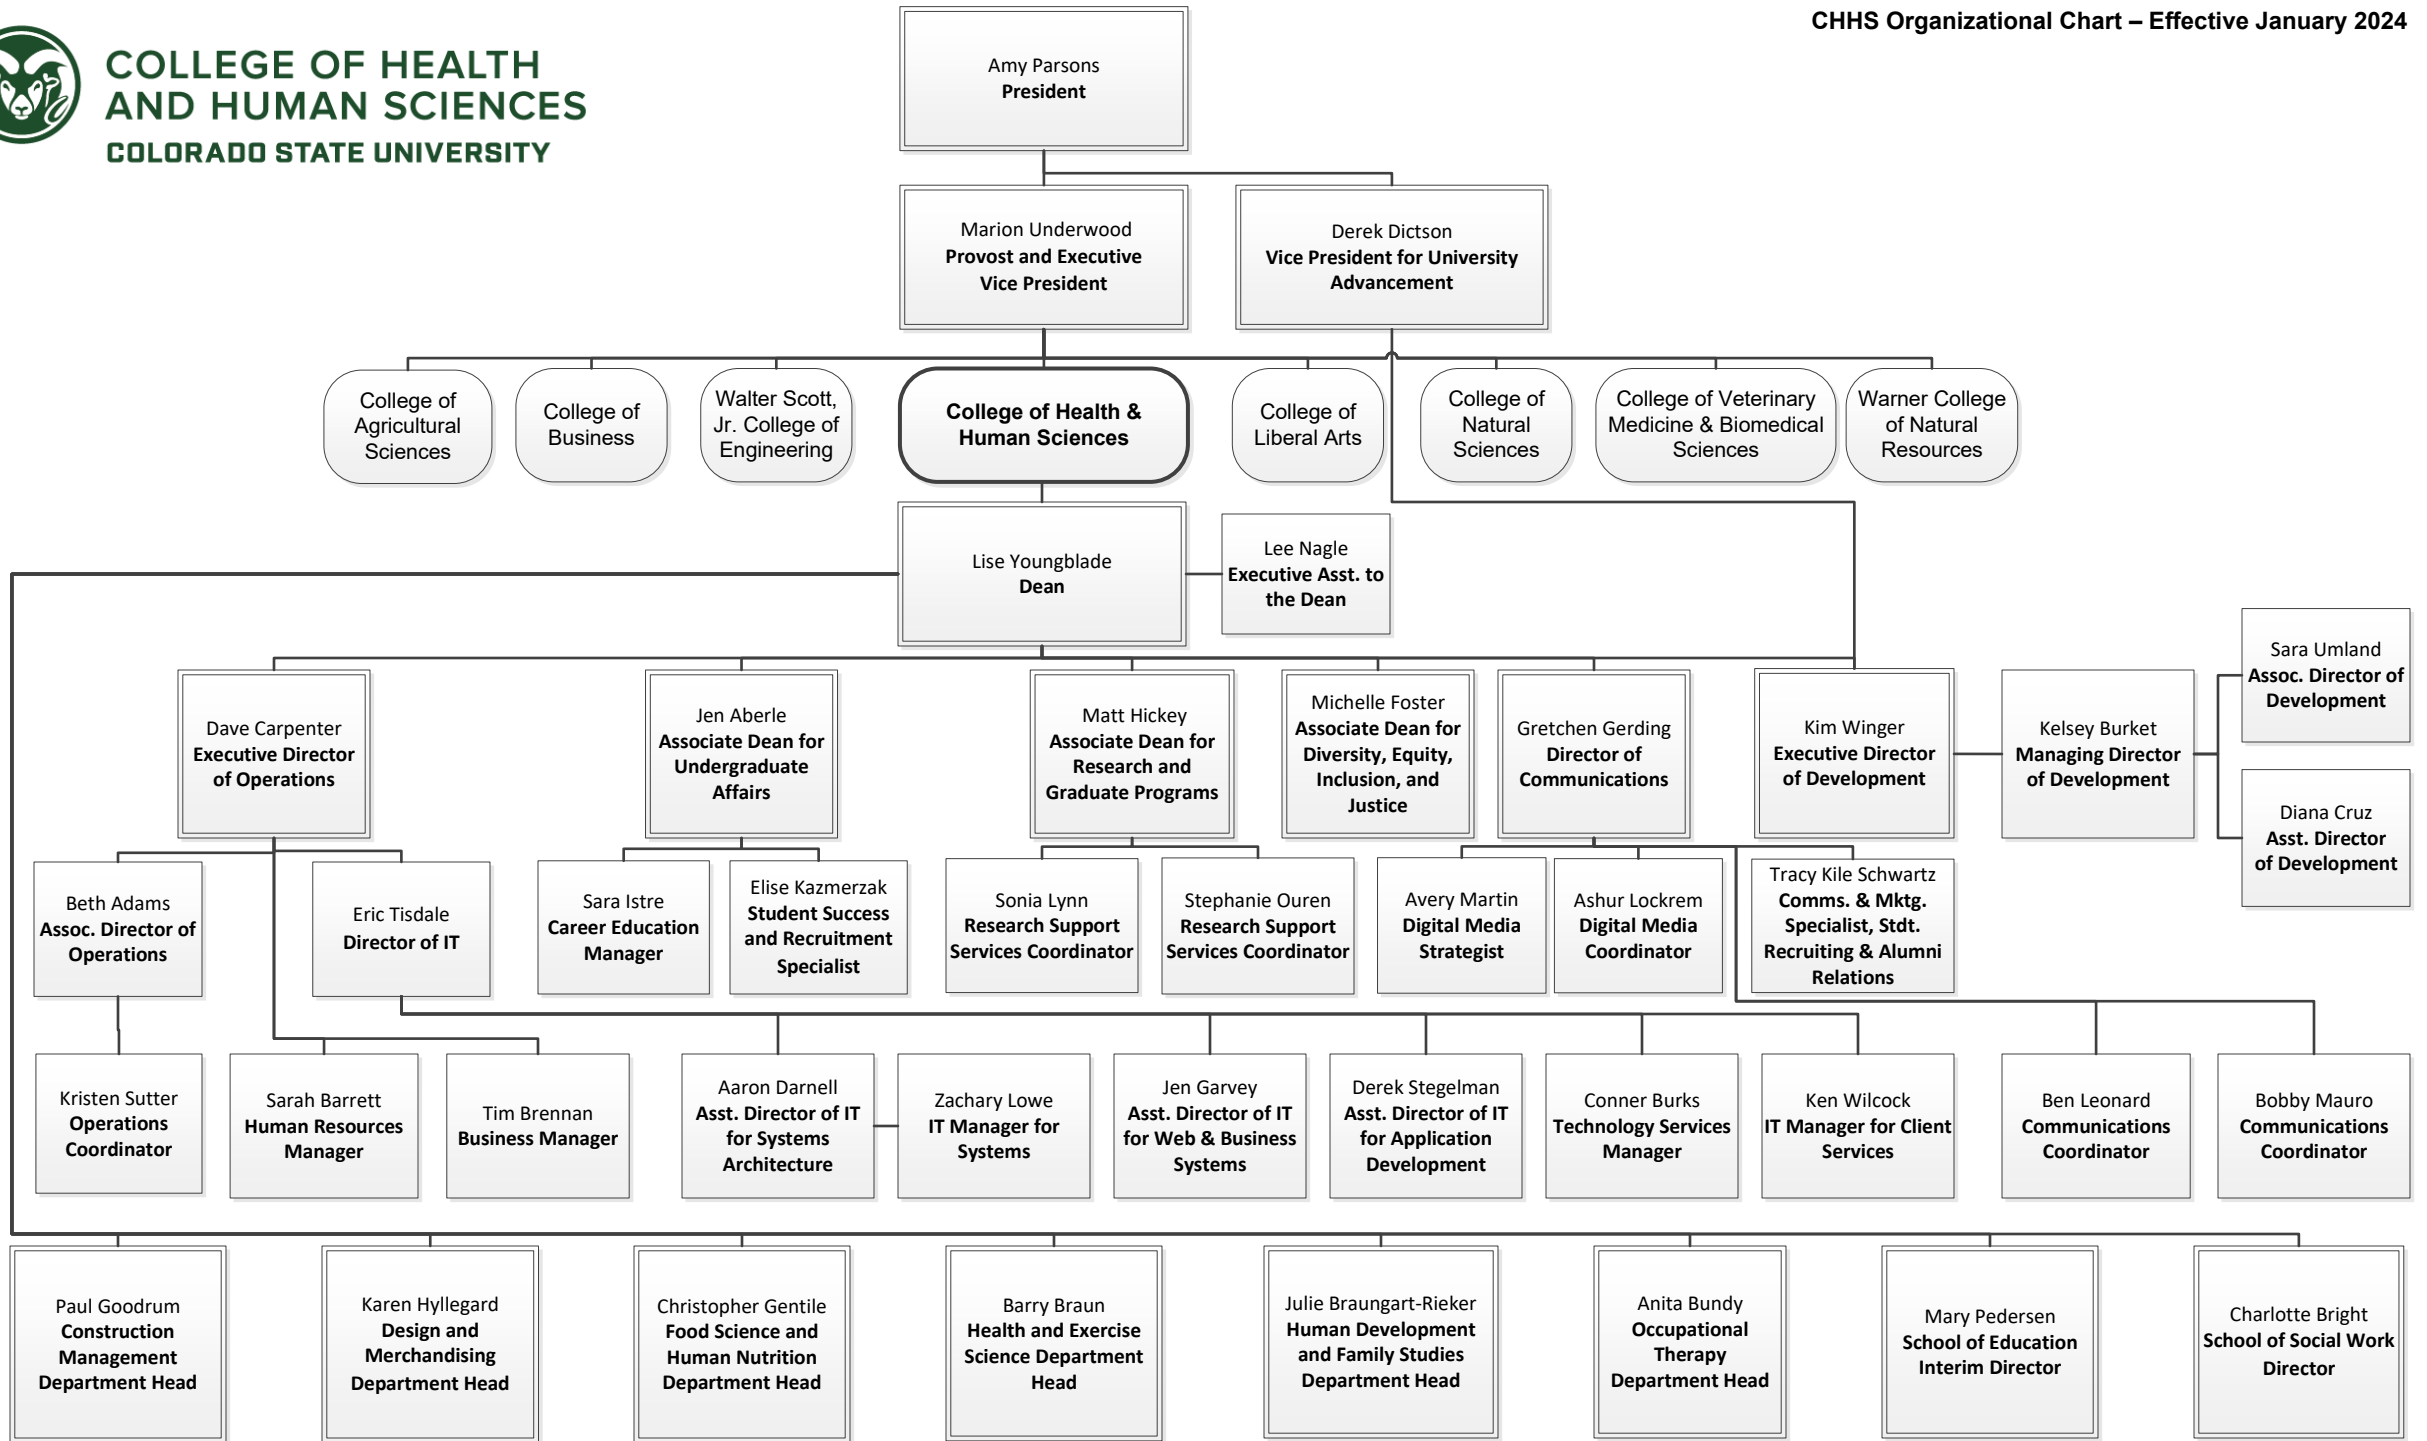 CHHS Organizational Chart – Effective January 2024
COLLEGE OF HEALTH
AND HUMAN SCIENCES
COLORADO STATE UNIVERSITY
Amy Parsons
President
Marion Underwood
Provost and Executive
Vice President
Derek Dictson
Vice President for University
Advancement
College of
Agricultural
Sciences
College of
Business
Walter Scott,
Jr. College of
Engineering
College of Health &
Human Sciences
College of
Liberal Arts
College of
Natural
Sciences
College of Veterinary
Medicine & Biomedical
Sciences
Warner College
of Natural
Resources
Lise Youngblade
Dean
Lee Nagle
Executive Asst. to
the Dean
Dave Carpenter
Executive Director
of Operations
Jen Aberle
Associate Dean for
Undergraduate
Affairs
Matt Hickey
Associate Dean for
Research and
Graduate Programs
Michelle Foster
Associate Dean for
Diversity, Equity,
Inclusion, and
Justice
Gretchen Gerding
Director of
Communications
Kim Winger
Executive Director
of Development
Kelsey Burket
Managing Director
of Development
Sara Umland
Assoc. Director of
Development
Diana Cruz
Asst. Director
of Development
Beth Adams
Assoc. Director of
Operations
Eric Tisdale
Director of IT
Sara Istre
Career Education
Manager
Elise Kazmerzak
Student Success
and Recruitment
Specialist
Sonia Lynn
Research Support
Services Coordinator
Stephanie Ouren
Research Support
Services Coordinator
Avery Martin
Digital Media
Strategist
Ashur Lockrem
Digital Media
Coordinator
Tracy Kile Schwartz
Comms. & Mktg.
Specialist, Stdt.
Recruiting & Alumni
Relations
Kristen Sutter
Operations
Coordinator
Sarah Barrett
Human Resources
Manager
Tim Brennan
Business Manager
Aaron Darnell
Asst. Director of IT
for Systems
Architecture
Zachary Lowe
IT Manager for
Systems
Jen Garvey
Asst. Director of IT
for Web & Business
Systems
Derek Stegelman
Asst. Director of IT
for Application
Development
Conner Burks
Technology Services
Manager
Ken Wilcock
IT Manager for Client
Services
Ben Leonard
Communications
Coordinator
Bobby Mauro
Communications
Coordinator
Paul Goodrum
Construction
Management
Department Head
Karen Hyllegard
Design and
Merchandising
Department Head
Christopher Gentile
Food Science and
Human Nutrition
Department Head
Barry Braun
Health and Exercise
Science Department
Head
Julie Braungart-Rieker
Human Development
and Family Studies
Department Head
Anita Bundy
Occupational
Therapy
Department Head
Mary Pedersen
School of Education
Interim Director
Charlotte Bright
School of Social Work
Director